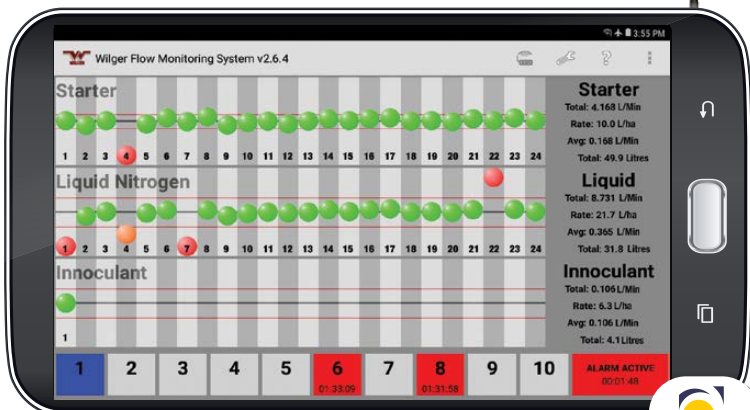 3:55 PM
WILGER
Wilger Flow Monitoring System v2.6.4
?
Starter
1 2 3 4 5 6 7 8 9 10 11 12 13 14 15 16 17 18 19 20 21 22 23 24
Starter
Total: 4.168 L/Min
Rate: 10.0 L/ha
Avg: 0.168 L/Min
Total: 49.9 Litres
Liquid Nitrogen
1 2 3 4 5 6 7 8 9 10 11 12 13 14 15 16 17 18 19 20 21 22 23 24
Liquid
Total: 8.731 L/Min
Rate: 21.7 L/ha
Avg: 0.365 L/Min
Total: 31.8 Litres
Innoculant
1
Innoculant
Total: 0.106 L/Min
Rate: 6.3 L/ha
Avg: 0.106 L/Min
Total: 4.1 Litres
1 2 3 4 5 6 7 8 9 10
01:33:09 01:31:58
ALARM ACTIVE
00:01:48